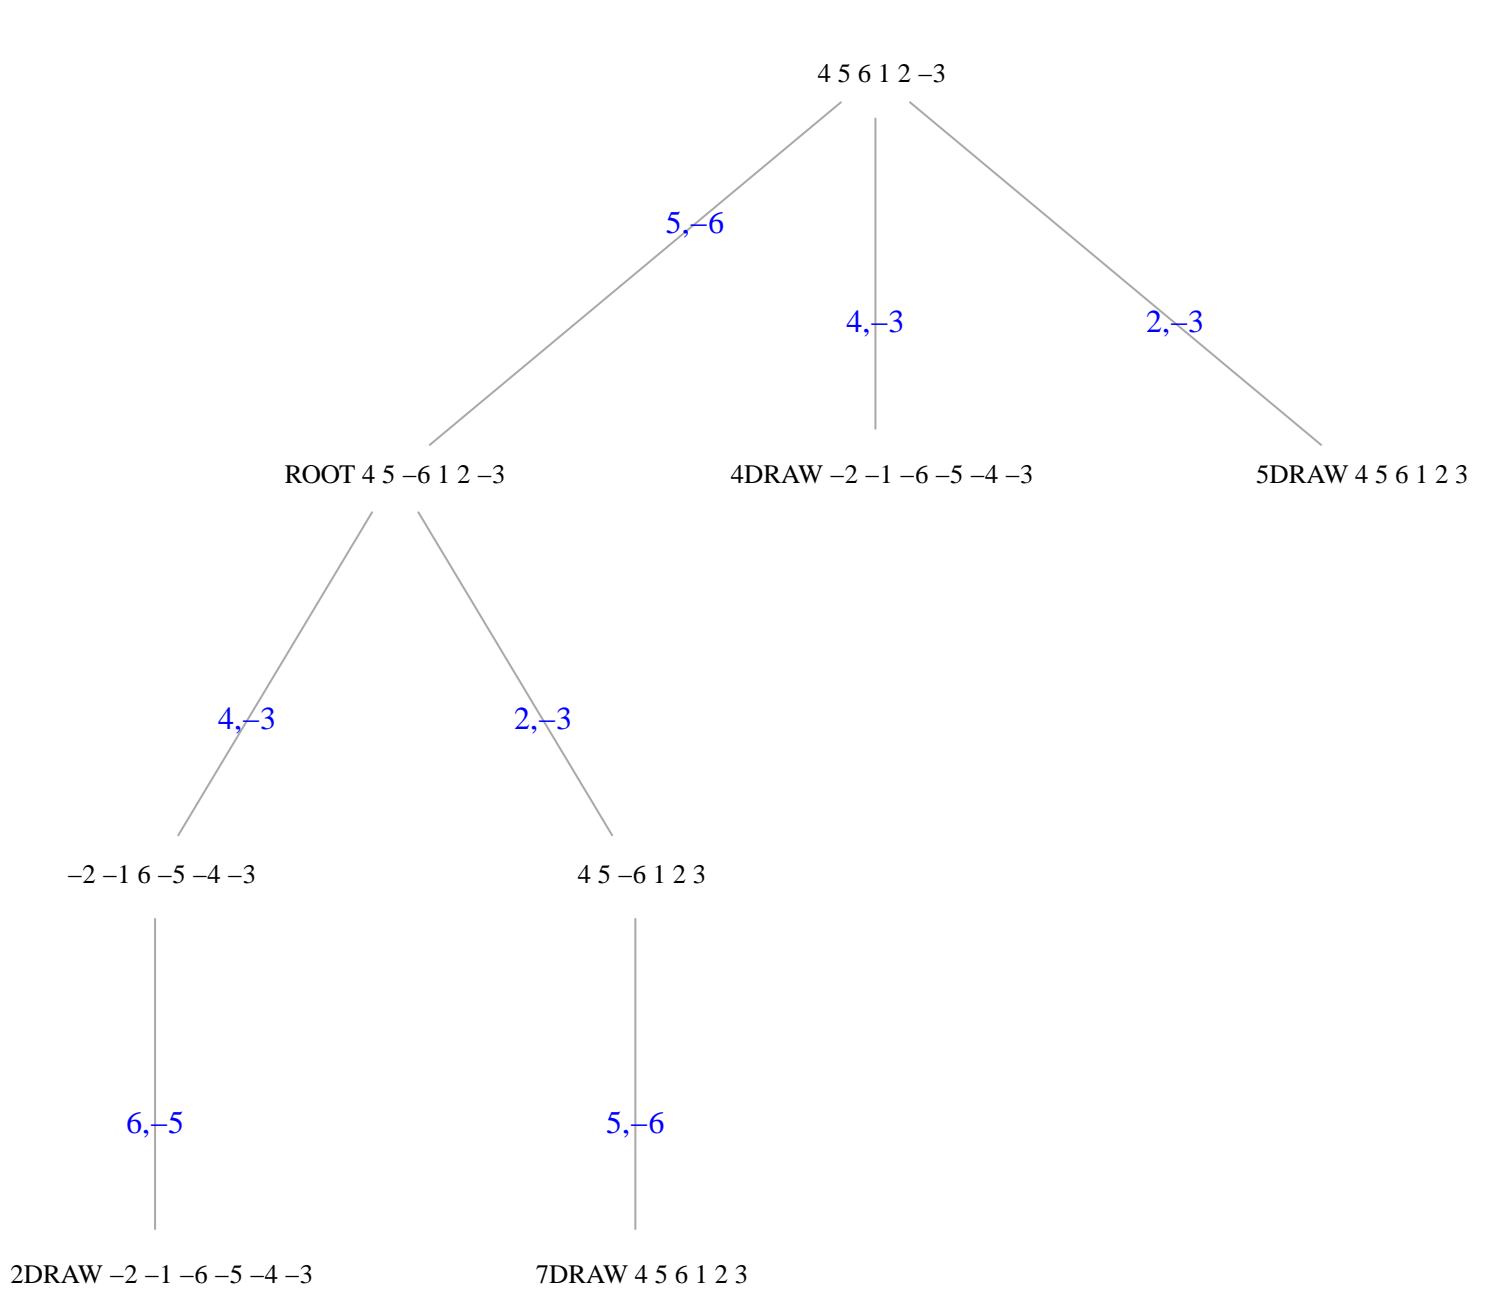 4 5 6 1 2 –3
5,–6
4,–3
2,–3
ROOT 4 5 –6 1 2 –3
4DRAW –2 –1 –6 –5 –4 –3
5DRAW 4 5 6 1 2 3
4,–3
2,–3
–2 –1 6 –5 –4 –3
4 5 –6 1 2 3
6,–5
5,–6
2DRAW –2 –1 –6 –5 –4 –3
7DRAW 4 5 6 1 2 3